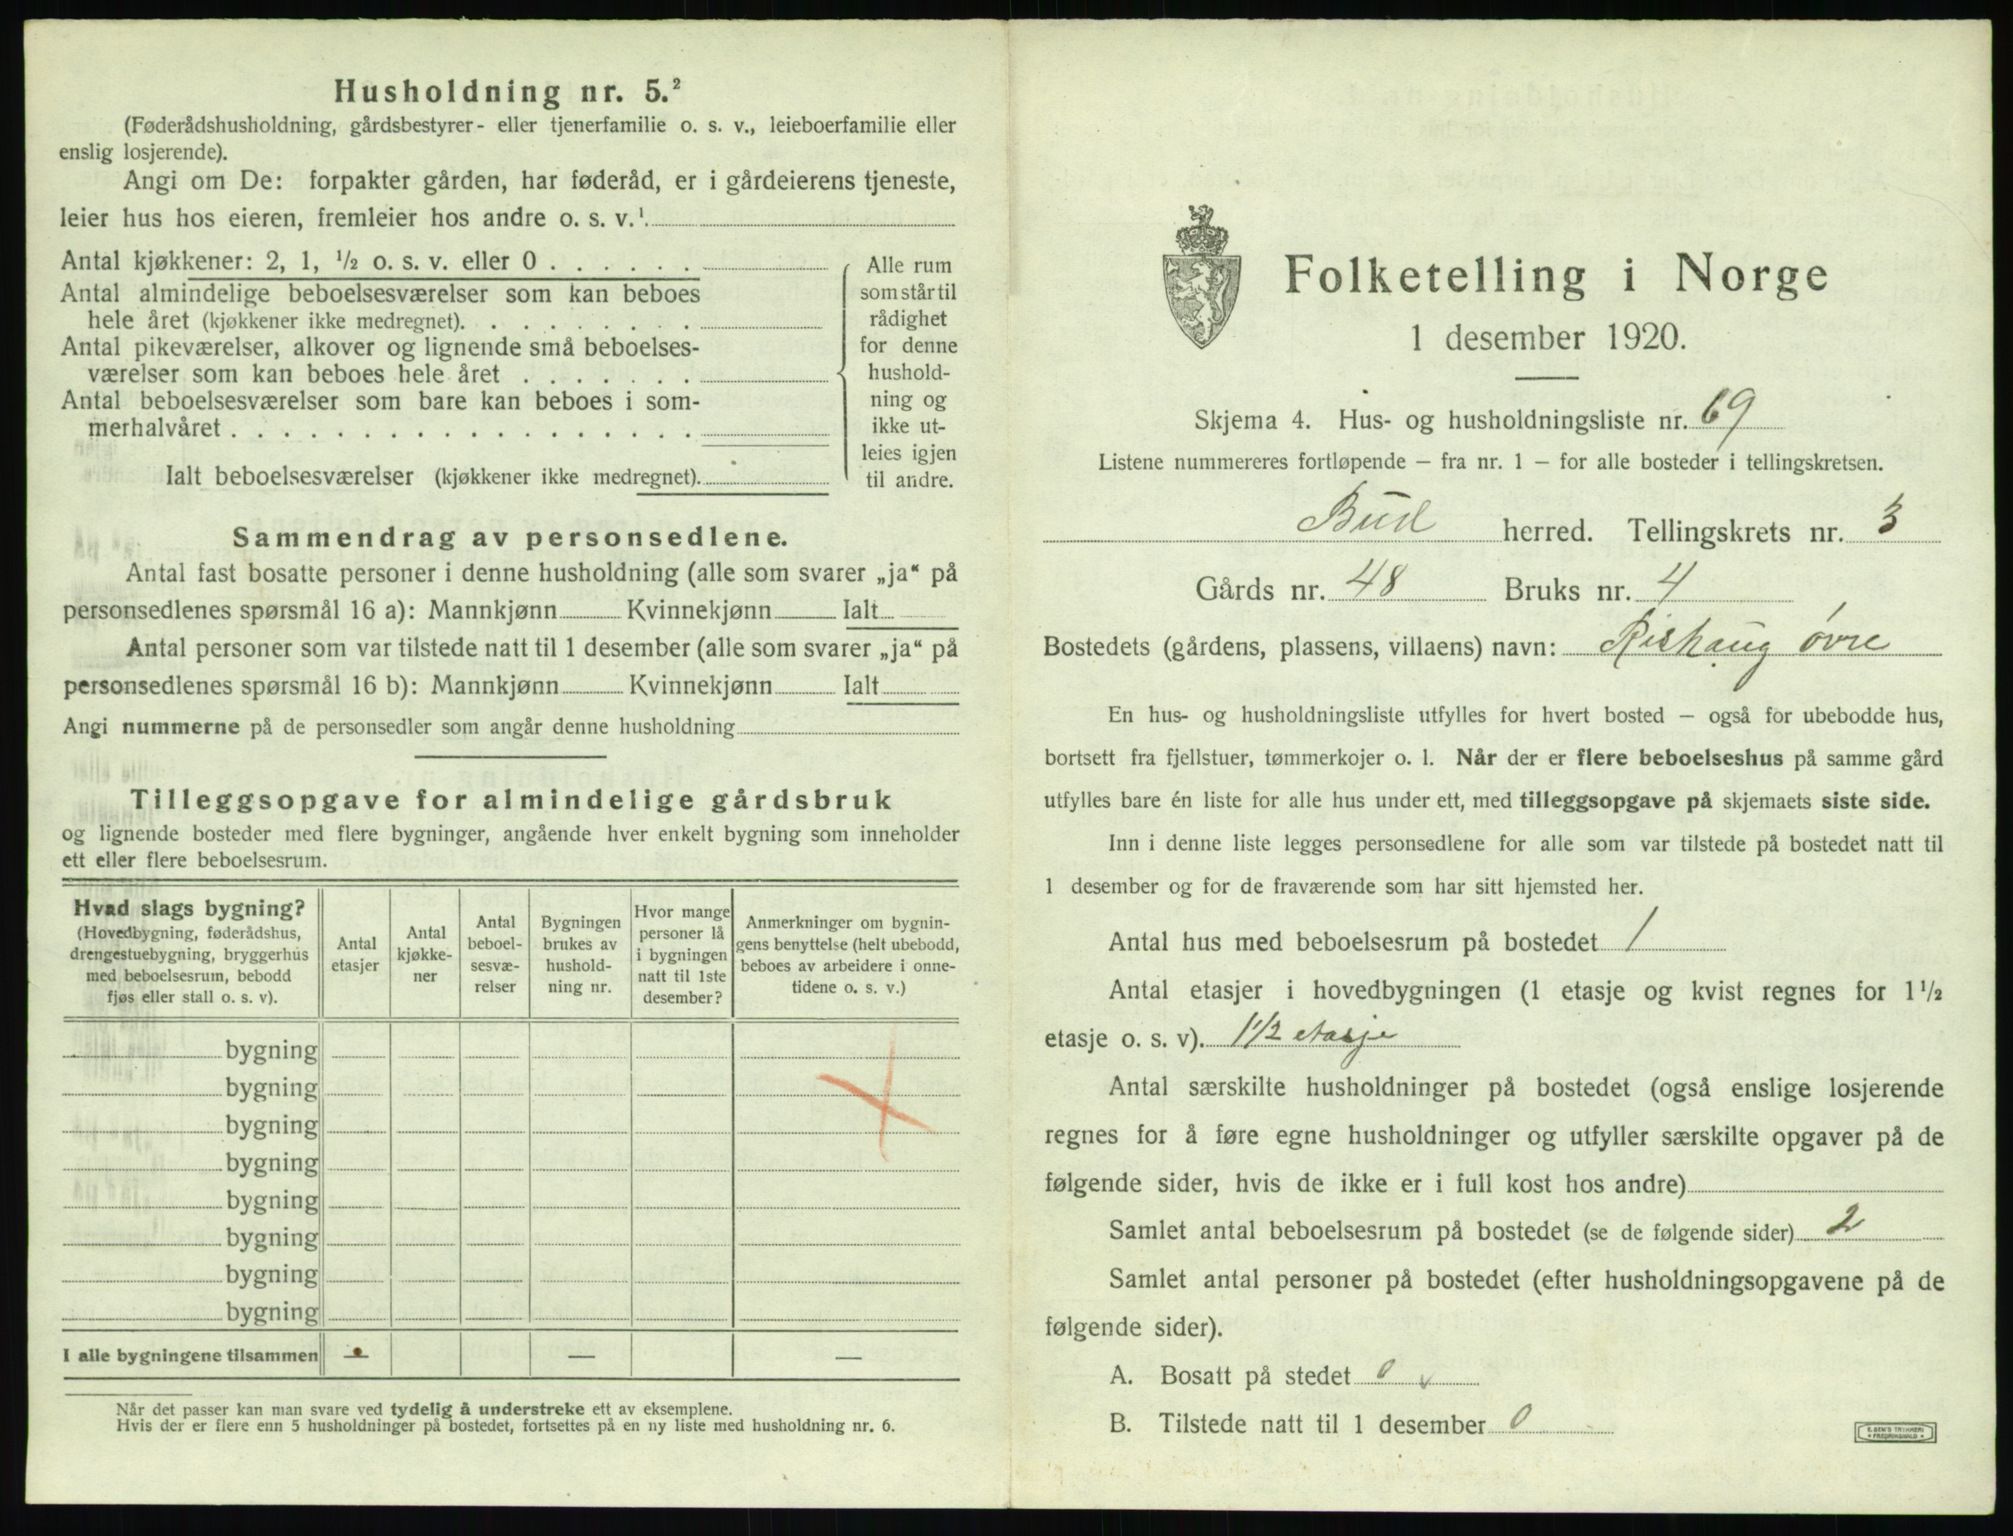 Husholdning nr. 5.²
(Føderådshusholdning, gårdsbestyrer- eller tjenerfamilie o. s. v., leieboerfamilie eller
enslig losjerende).
Angi om De: forpakter gården, har føderåd, er i gårdeierens tjeneste,
leier hus hos eieren, fremleier hos andre o. s. v.¹
Antal kjøkkener: 2, 1, ½ o. s. v. eller 0 . . . . . .
Antal almindelige beboelsesværelser som kan beboes
hele året (kjøkkener ikke medregnet). . . . . . . . .
Antal pikeværelser, alkover og lignende små beboelses-
værelser som kan beboes hele året . . . . . . .
Antal beboelsesværelser som bare kan beboes i som-
merhalvåret . . . . . . . . . . . . . . . . . .
Ialt beboelsesværelser (kjøkkener ikke medregnet).
Alle rum
som står til
rådighet
for denne
hushold-
ning og
ikke ut-
leies igjen
til andre.
Sammendrag av personsedlene.
Antal fast bosatte personer i denne husholdning (alle som svarer „ja“ på
personsedlenes spørsmål 16 a): Mannkjønn Kvinnekjønn Ialt
Antal personer som var tilstede natt til 1 desember (alle som svarer „ja“ på
personsedlenes spørsmål 16 b): Mannkjønn Kvinnekjønn Ialt
Angi nummerne på de personsedler som angår denne husholdning
Tilleggsopgave for almindelige gårdsbruk
og lignende bosteder med flere bygninger, angående hver enkelt bygning som inneholder
ett eller flere beboelsesrum.
Hvad slags bygning?
(Hovedbygning, føderådshus,
drengestuebygning, bryggerhus
med beboelsesrum, bebodd
fjøs eller stall o. s. v).
Antal
etasjer
Antal
kjøkke-
ner
Antal
beboel-
sesvæ-
relser
Bygningen
brukes av
hushold-
ning nr.
Hvor mange
personer lå
i bygningen
natt til 1ste
desember?
Anmerkninger om bygnin-
gens benyttelse (helt ubebodd,
beboes av arbeidere i onne-
tidene o. s. v.)
bygning
bygning
bygning
bygning
bygning
bygning
bygning
bygning
I alle bygningene tilsammen — — —
Når det passer kan man svare ved tydelig å understreke ett av eksemplene.
Hvis der er flere enn 5 husholdninger på bostedet, fortsettes på en ny liste med husholdning nr. 6.
Folketelling i Norge
1 desember 1920.
Skjema 4. Hus- og husholdningsliste nr. 69
Listene nummereres fortløpende – fra nr. 1 – for alle bosteder i tellingskretsen.
Bud herred. Tellingskrets nr. 3
Gårds nr. 48 Bruks nr. 4
Bostedets (gårdens, plassens, villaens) navn: Rishaug øvre
En hus- og husholdningsliste utfylles for hvert bosted – også for ubebodde hus,
bortsett fra fjellstuer, tømmerkojer o. l. Når der er flere beboelseshus på samme gård
utfylles bare én liste for alle hus under ett, med tilleggsopgave på skjemaets siste side.
Inn i denne liste legges personsedlene for alle som var tilstede på bostedet natt til
1 desember og for de fraværende som har sitt hjemsted her.
Antal hus med beboelsesrum på bostedet 1
Antal etasjer i hovedbygningen (1 etasje og kvist regnes for 1½
etasje o. s. v). 1½ etasje
Antal særskilte husholdninger på bostedet (også enslige losjerende
regnes for å føre egne husholdninger og utfyller særskilte opgaver på de
følgende sider, hvis de ikke er i full kost hos andre)
Samlet antal beboelsesrum på bostedet (se de følgende sider) 2
Samlet antal personer på bostedet (efter husholdningsopgavene på de
følgende sider).
A. Bosatt på stedet 0
B. Tilstede natt til 1 desember 0